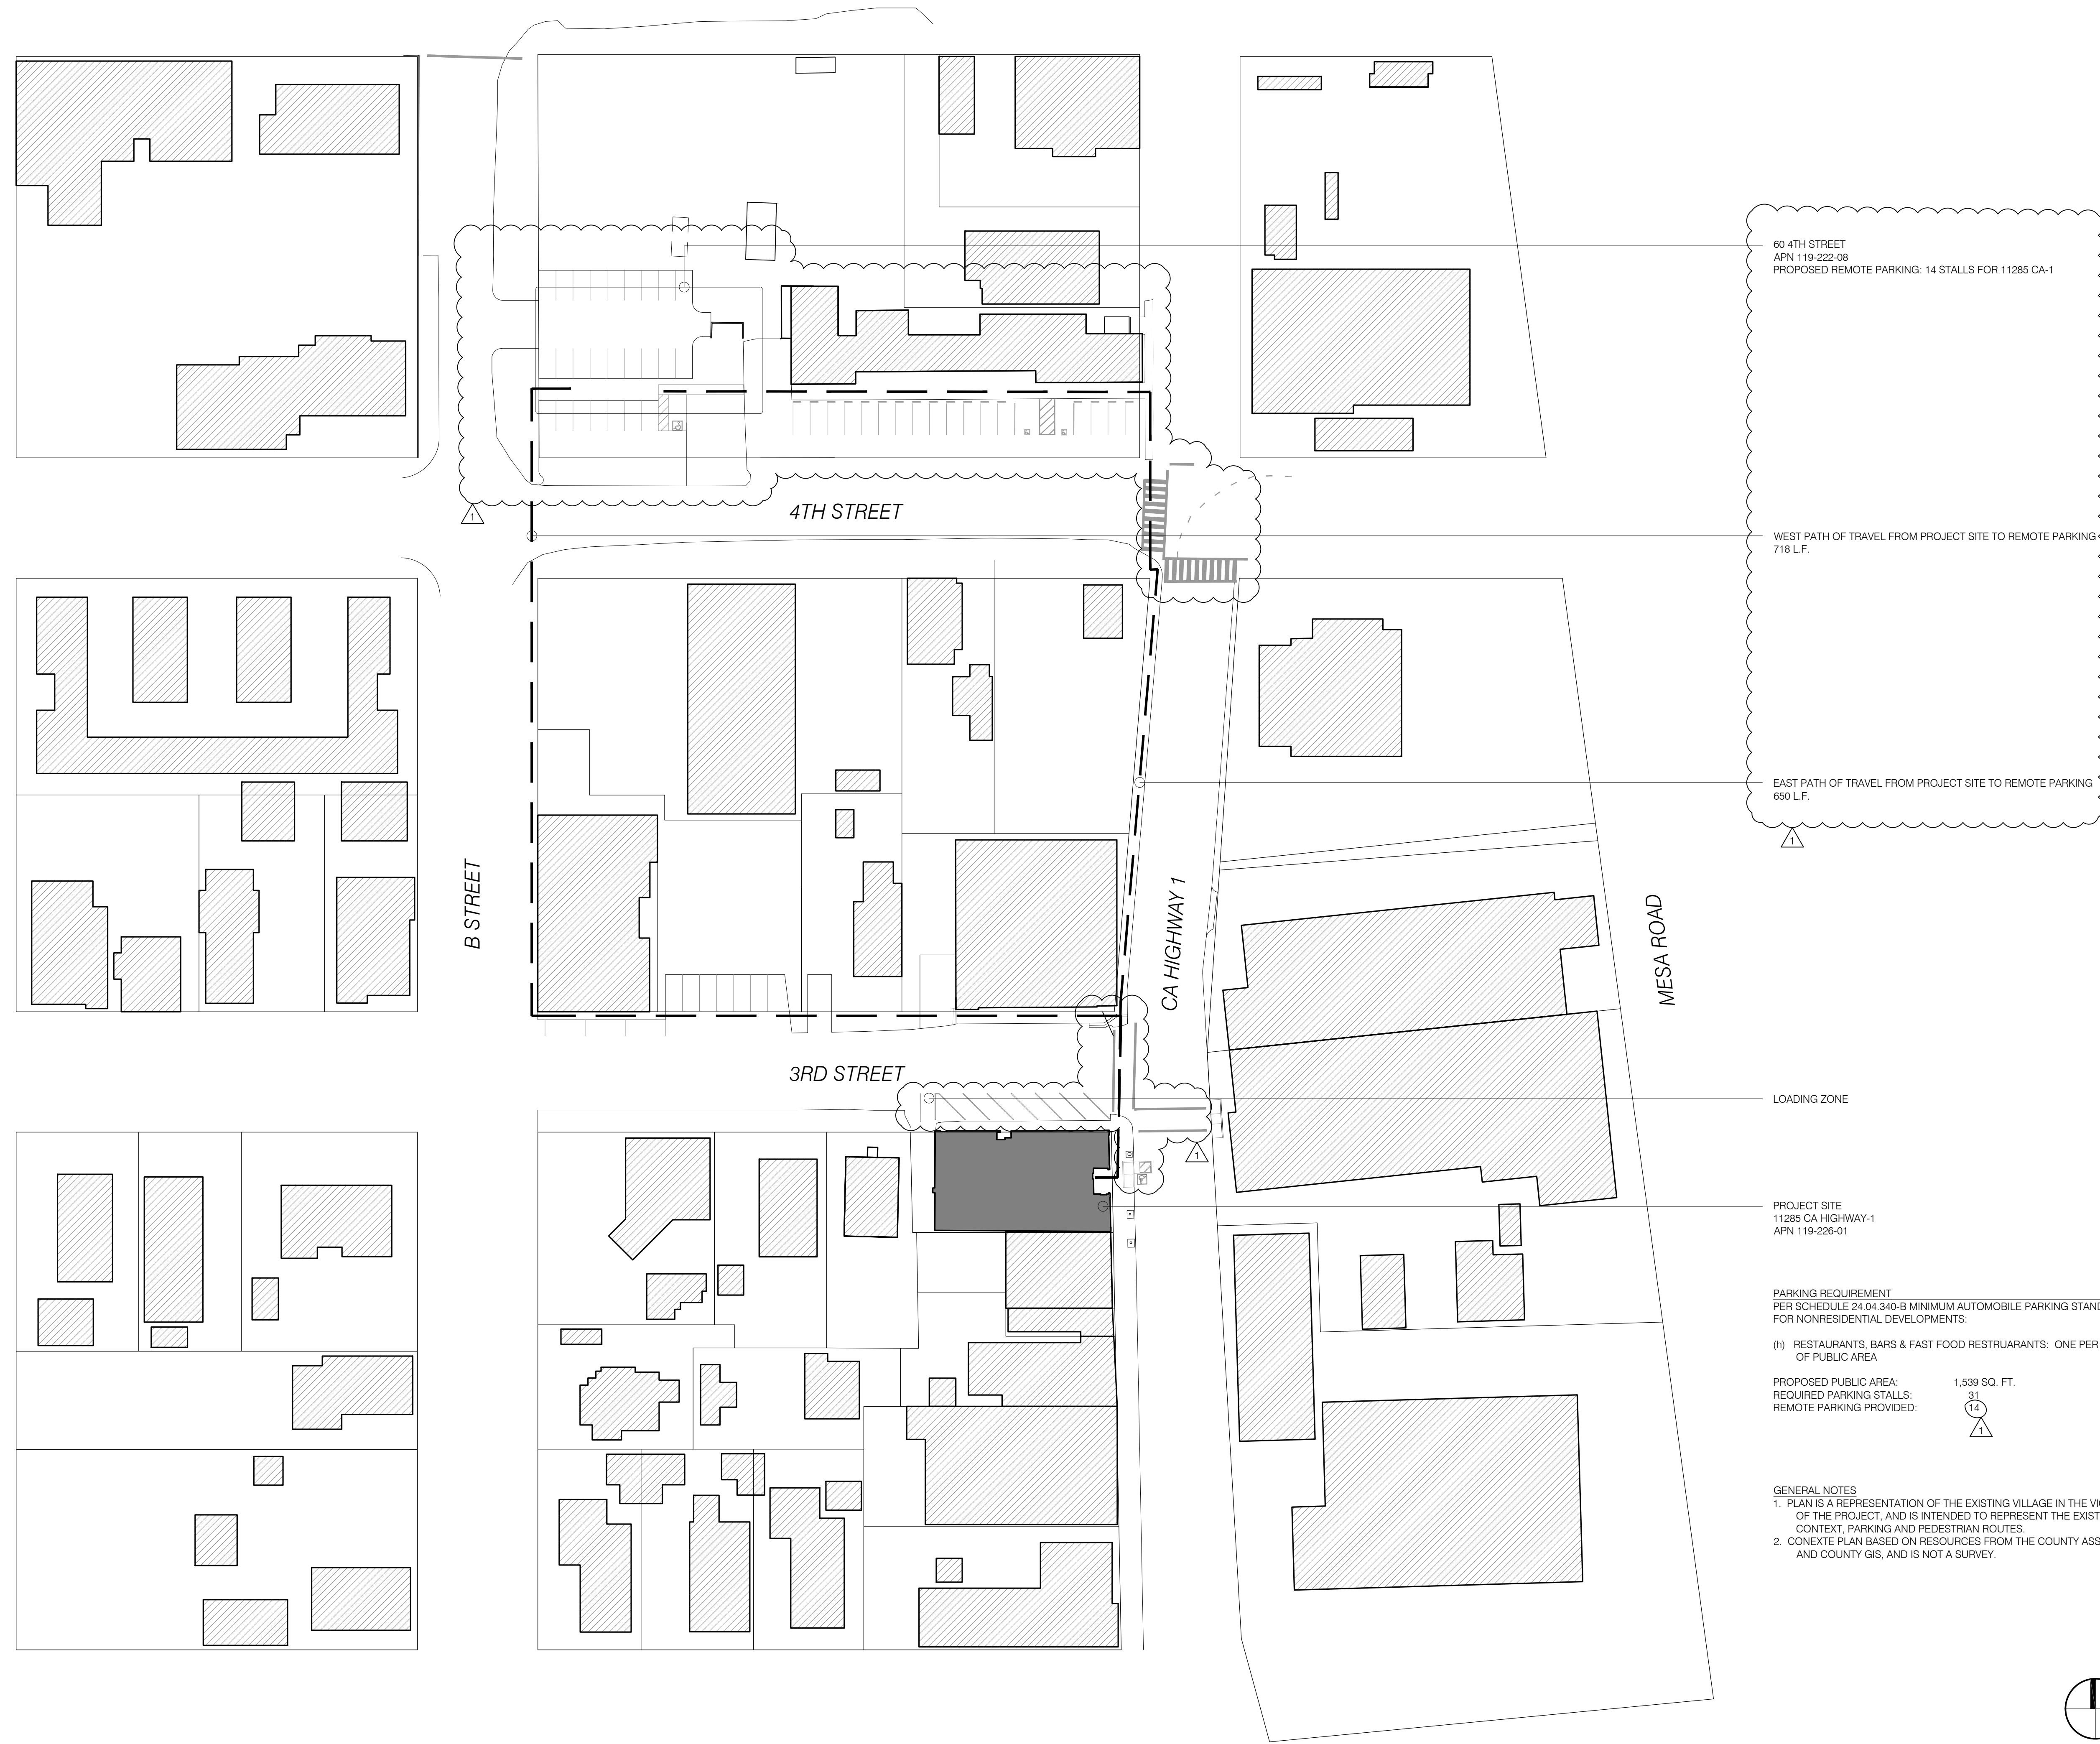 60 4TH STREET
APN 119-222-08
PROPOSED REMOTE PARKING: 14 STALLS FOR 11285 CA-1
1
4TH STREET
WEST PATH OF TRAVEL FROM PROJECT SITE TO REMOTE PARKING
718 L.F.
EAST PATH OF TRAVEL FROM PROJECT SITE TO REMOTE PARKING
650 L.F.
1
B STREET
CA HIGHWAY 1
MESA ROAD
3RD STREET
LOADING ZONE
1
PROJECT SITE
11285 CA HIGHWAY-1
APN 119-226-01
PARKING REQUIREMENT
PER SCHEDULE 24.04.340-B MINIMUM AUTOMOBILE PARKING
FOR NONRESIDENTIAL DEVELOPMENTS:
(h) RESTAURANTS, BARS & FAST FOOD RESTRUARANTS: ONE PER
OF PUBLIC AREA
PROPOSED PUBLIC AREA: 1,539 SQ. FT.
REQUIRED PARKING STALLS: 31
REMOTE PARKING PROVIDED: 14
1
GENERAL NOTES
1. PLAN IS A REPRESENTATION OF THE EXISTING VILLAGE IN THE
OF THE PROJECT, AND IS INTENDED TO REPRESENT THE
CONTEXT, PARKING AND PEDESTRIAN ROUTES.
2. CONEXTE PLAN BASED ON RESOURCES FROM THE COUNTY
AND COUNTY GIS, AND IS NOT A SURVEY.